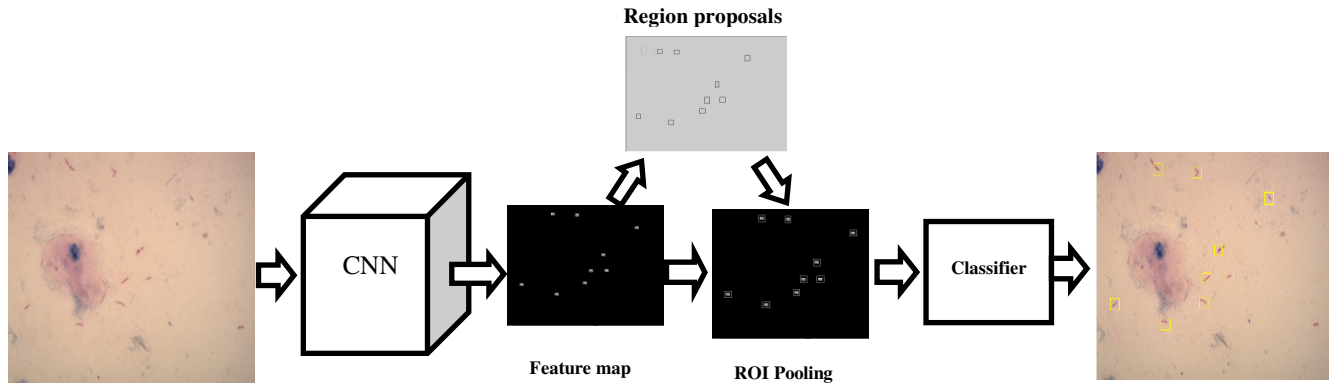 Region proposals
CNN
Classifier
Feature map
ROI Pooling